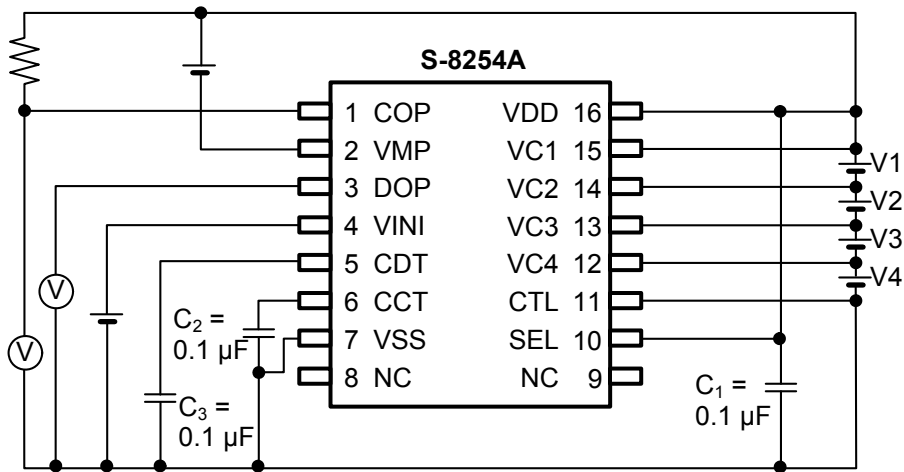 S-8254A
1 COP VDD 16
2 VMP VC1 15
3 DOP VC2 14
4 VINI VC3 13
5 CDT VC4 12
6 CCT CTL 11
7 VSS SEL 10
8 NC NC 9
V1
V2
V3
V4
V
V
C₂ =
0.1 µF
C₃ =
0.1 µF
C₁ =
0.1 µF